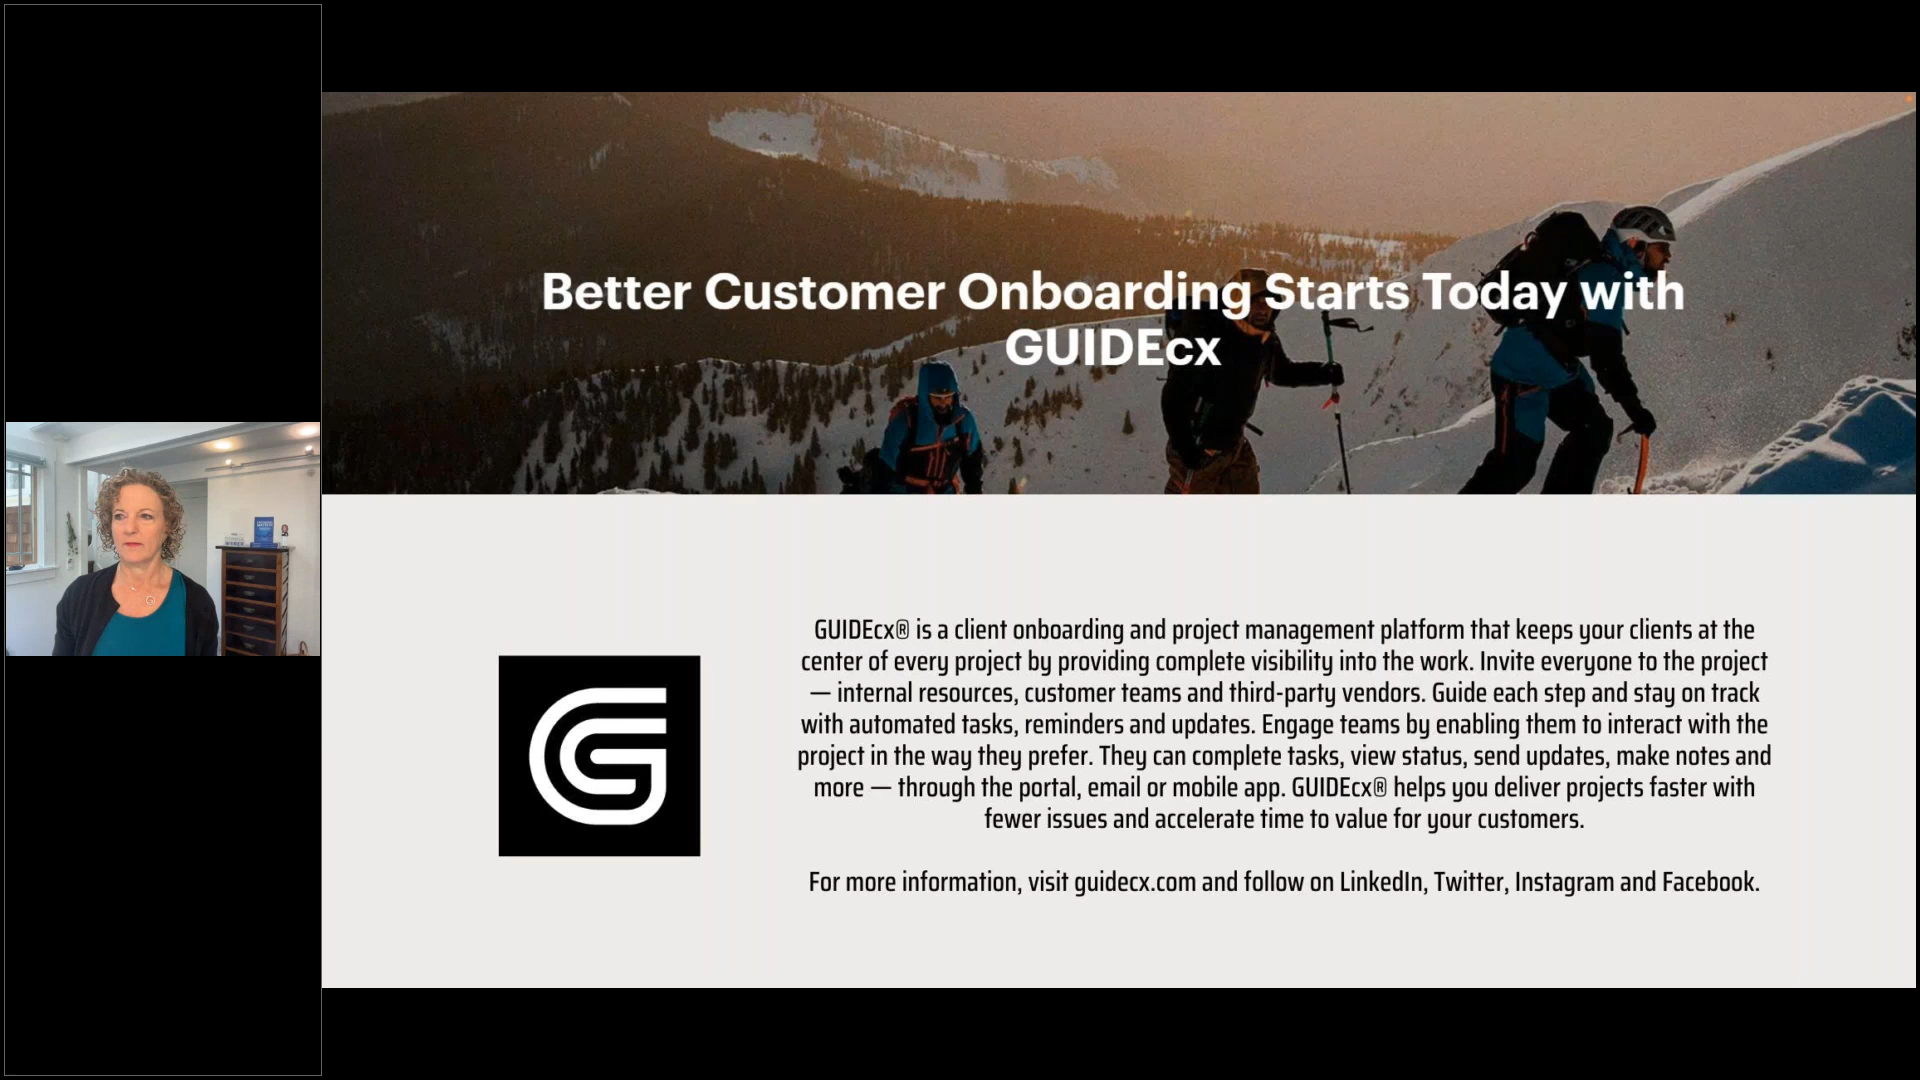 Better Customer Onboarding Starts Today with
GUIDEcx
GUIDEcx® is a client onboarding and project management platform that keeps your clients at the
center of every project by providing complete visibility into the work. Invite everyone to the project
— internal resources, customer teams and third-party vendors. Guide each step and stay on track
with automated tasks, reminders and updates. Engage teams by enabling them to interact with the
project in the way they prefer. They can complete tasks, view status, send updates, make notes and
more — through the portal, email or mobile app. GUIDEcx® helps you deliver projects faster with
fewer issues and accelerate time to value for your customers.
For more information, visit guidecx.com and follow on LinkedIn, Twitter, Instagram and Facebook.